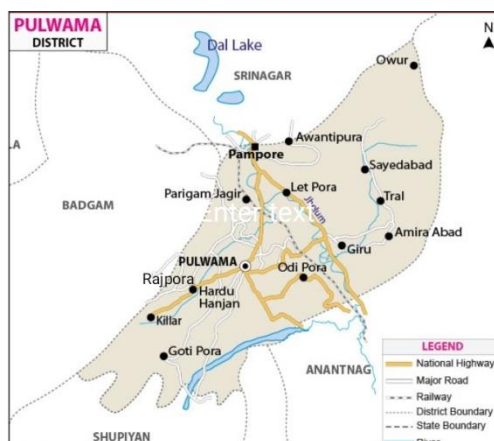 PULWAMA
DISTRICT
Dal Lake
N
SRINAGAR
Owur
Awantipura
Pampore
Sayedabad
Parigam Jagir
Let Pora
Tral
Jhelum
BADGAM
Enter text
Amira Abad
Giru
PULWAMA
Odi Pora
Rajpora
Hardu
Hanjan
Killar
Goti Pora
ANANTNAG
SHUPIYAN
LEGEND
National Highway
Major Road
Railway
District Boundary
State Boundary
River